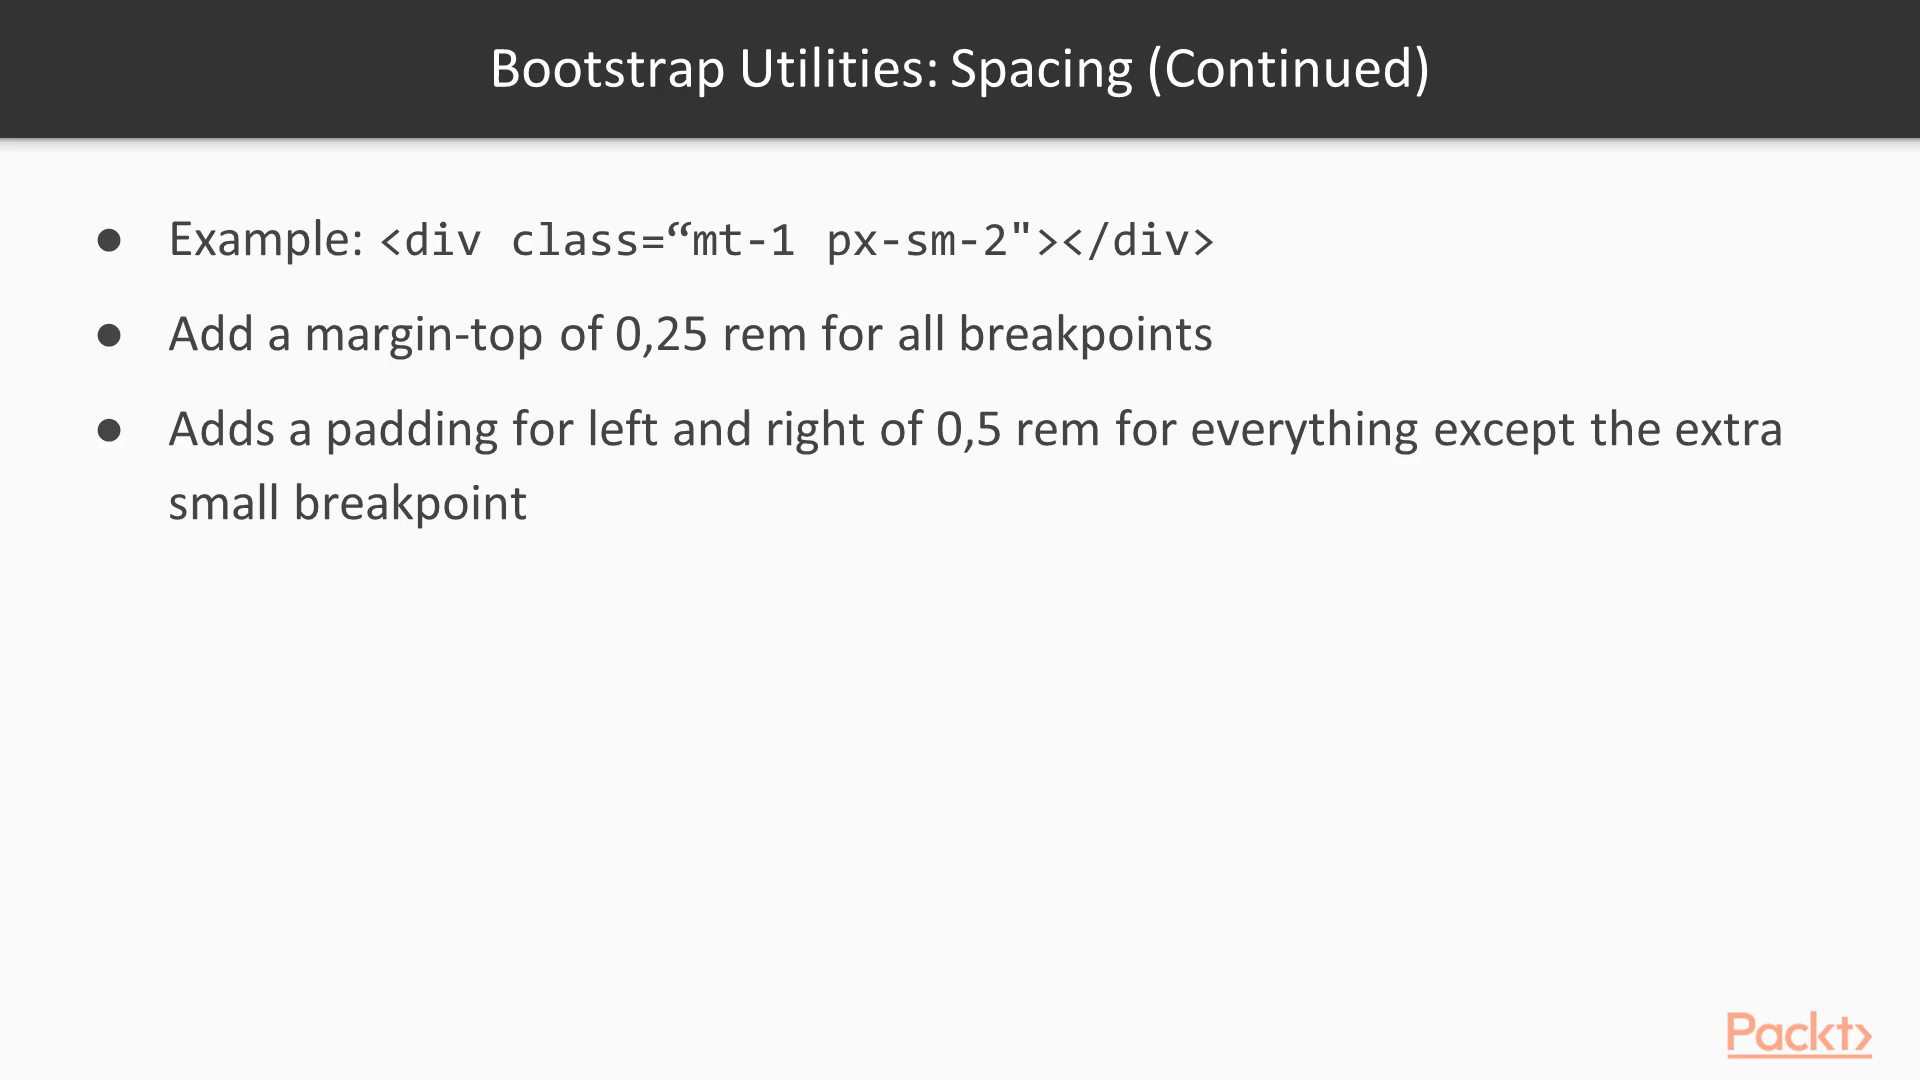 Bootstrap Utilities: Spacing (Continued)
● Example: <div class=“mt-1 px-sm-2"></div>
● Add a margin-top of 0,25 rem for all breakpoints
● Adds a padding for left and right of 0,5 rem for everything except the extra
small breakpoint
Packt>